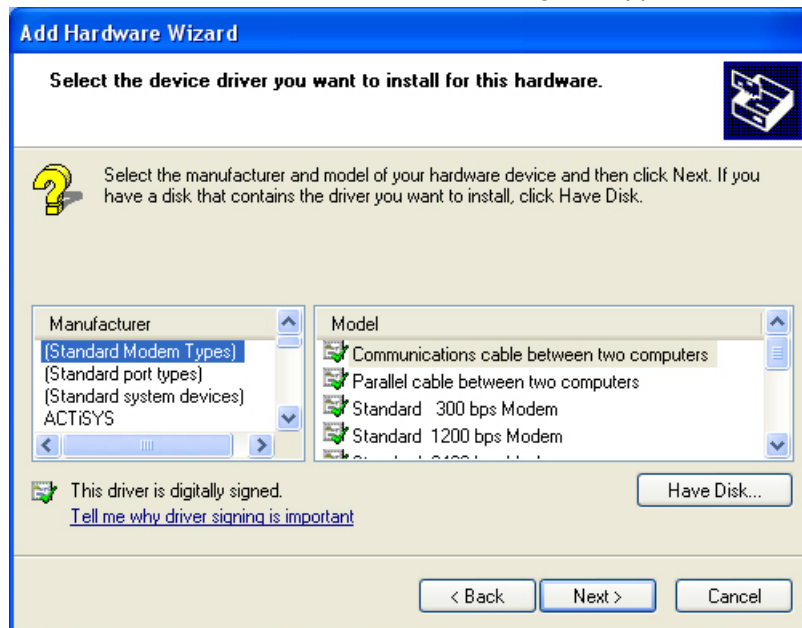 Add Hardware Wizard
Select the device driver you want to install for this hardware.
Select the manufacturer and model of your hardware device and then click Next. If you
have a disk that contains the driver you want to install, click Have Disk.
Manufacturer
(Standard Modem Types)
(Standard port types)
(Standard system devices)
ACTiSYS
Model
Communications cable between two computers
Parallel cable between two computers
Standard 300 bps Modem
Standard 1200 bps Modem
This driver is digitally signed.
Tell me why driver signing is important
Have Disk...
< Back
Next >
Cancel